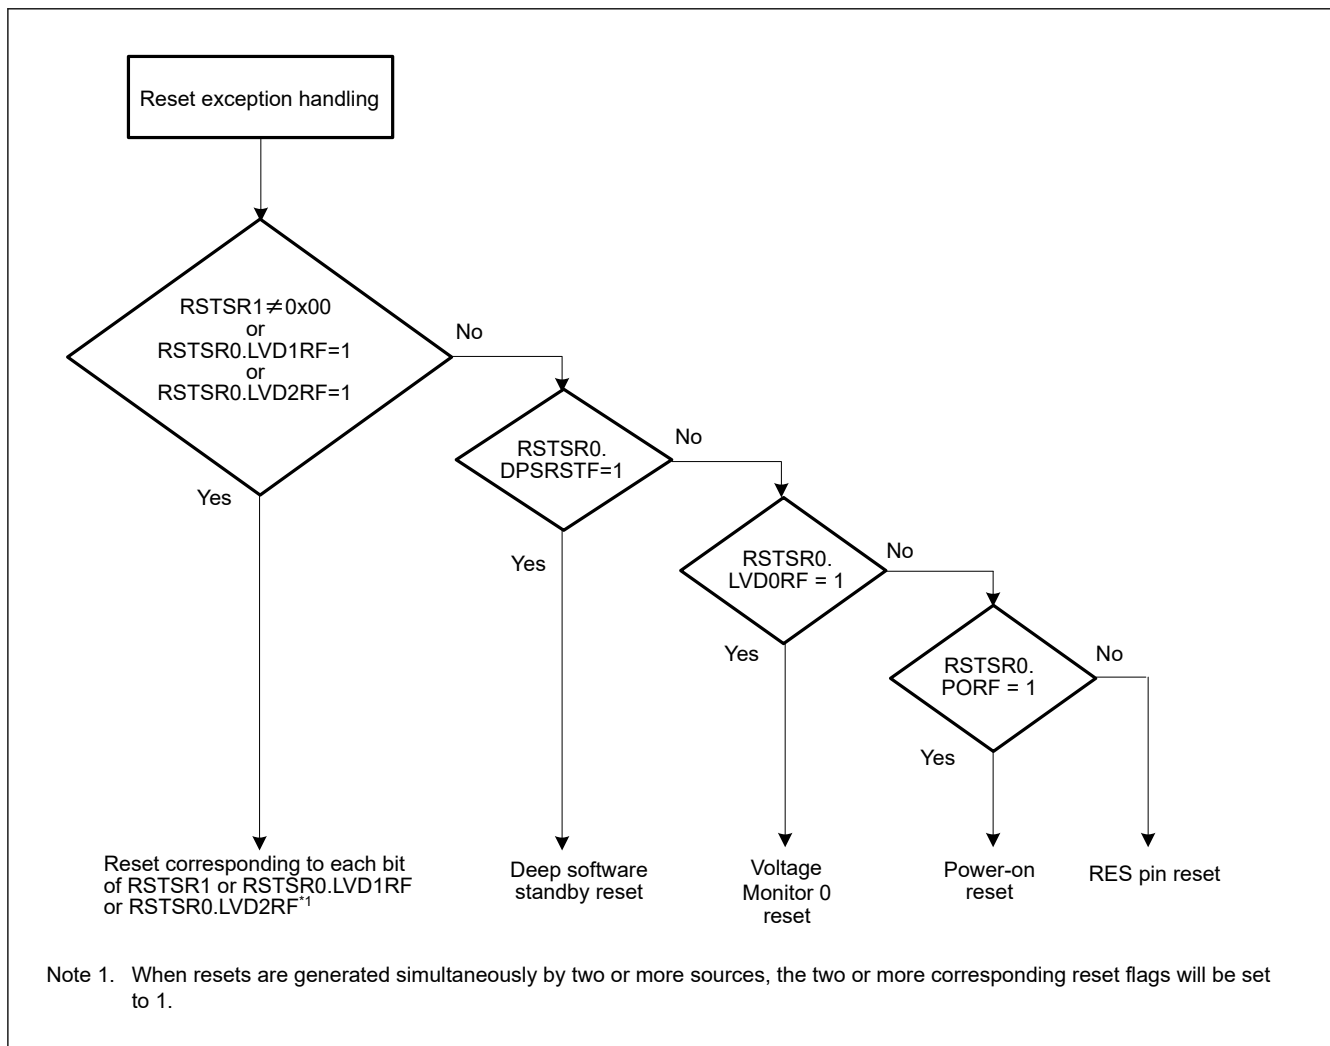 Reset exception handling
RSTSR1≠0x00
or
RSTSR0.LVD1RF=1
or
RSTSR0.LVD2RF=1
No
Yes
RSTSR0.
DPSRSTF=1
No
Yes
RSTSR0.
LVD0RF = 1
No
Yes
RSTSR0.
PORF = 1
No
Yes
Reset corresponding to each bit
of RSTSR1 or RSTSR0.LVD1RF
or RSTSR0.LVD2RF*1
Deep software
standby reset
Voltage
Monitor 0
reset
Power-on
reset
RES pin reset
Note 1. When resets are generated simultaneously by two or more sources, the two or more corresponding reset flags will be set
to 1.